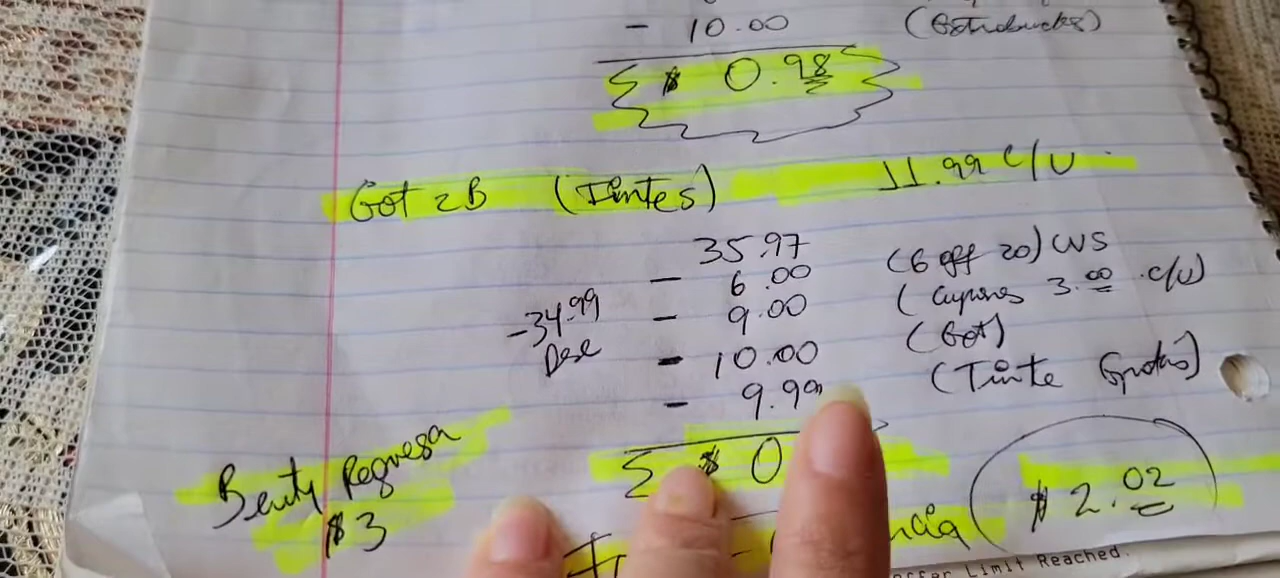 - 10.00
$ 0.98
Got 2B (Tintes) 11.99 c/u
35.97
- 6.00 (6 off 20) CVS
-34.99 - 9.00 (Cupones 3.00 c/u)
Desc - 10.00 (Got)
- 9.99 (Tinte Gratis)
$ 0
Beuty Regresa
$3
$ 2.02
Offer Limit Reached.